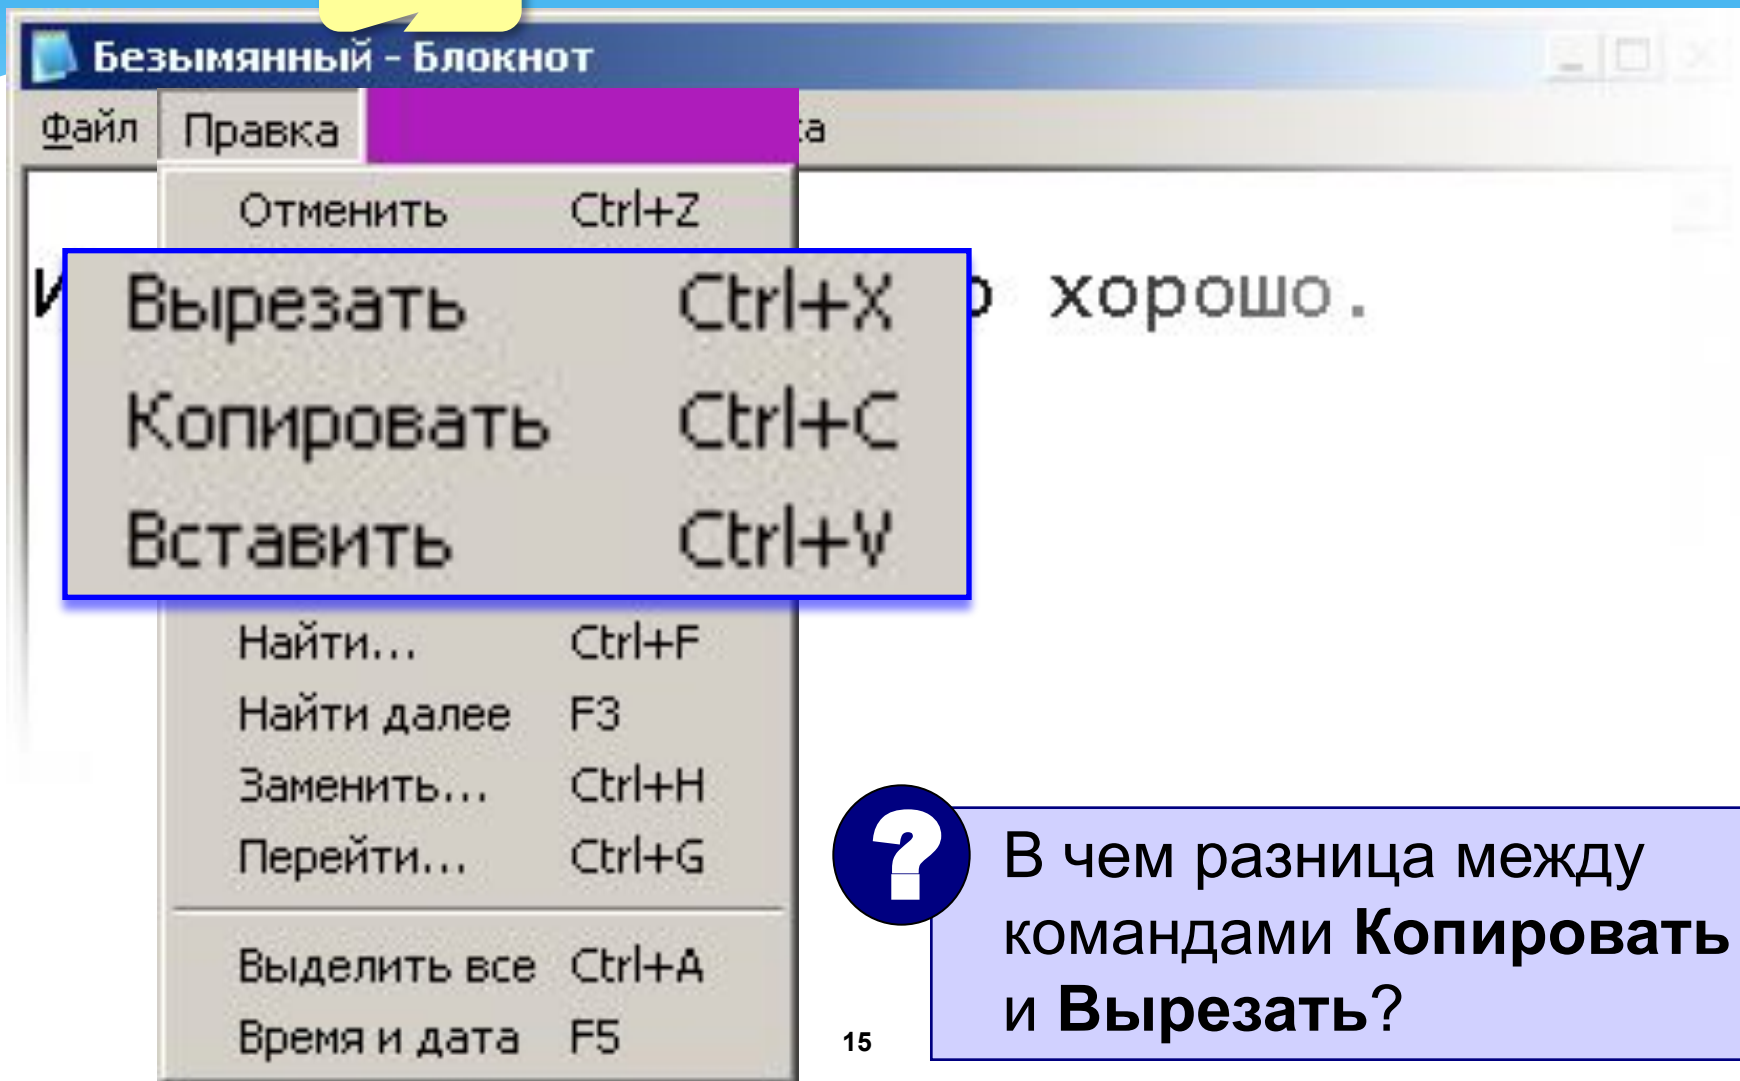 Безымянный - Блокнот
Файл Правка
Отменить Ctrl+Z
Вырезать Ctrl+X
хорошо.
Копировать Ctrl+C
Вставить Ctrl+V
Найти... Ctrl+F
Найти далее F3
Заменить... Ctrl+H
Перейти... Ctrl+G
Выделить все Ctrl+A
Время и дата F5
?
В чем разница между
командами Копировать
и Вырезать?
15